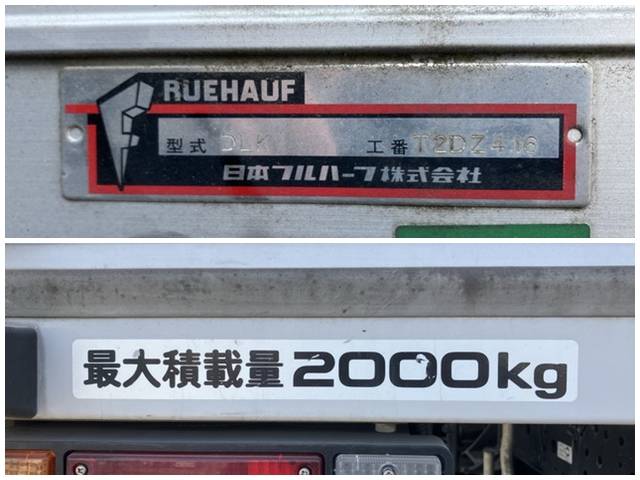 FRUEHAUF
型式 DLK 工番 T2DZ416
日本フルハーフ株式会社
最大積載量 2000kg